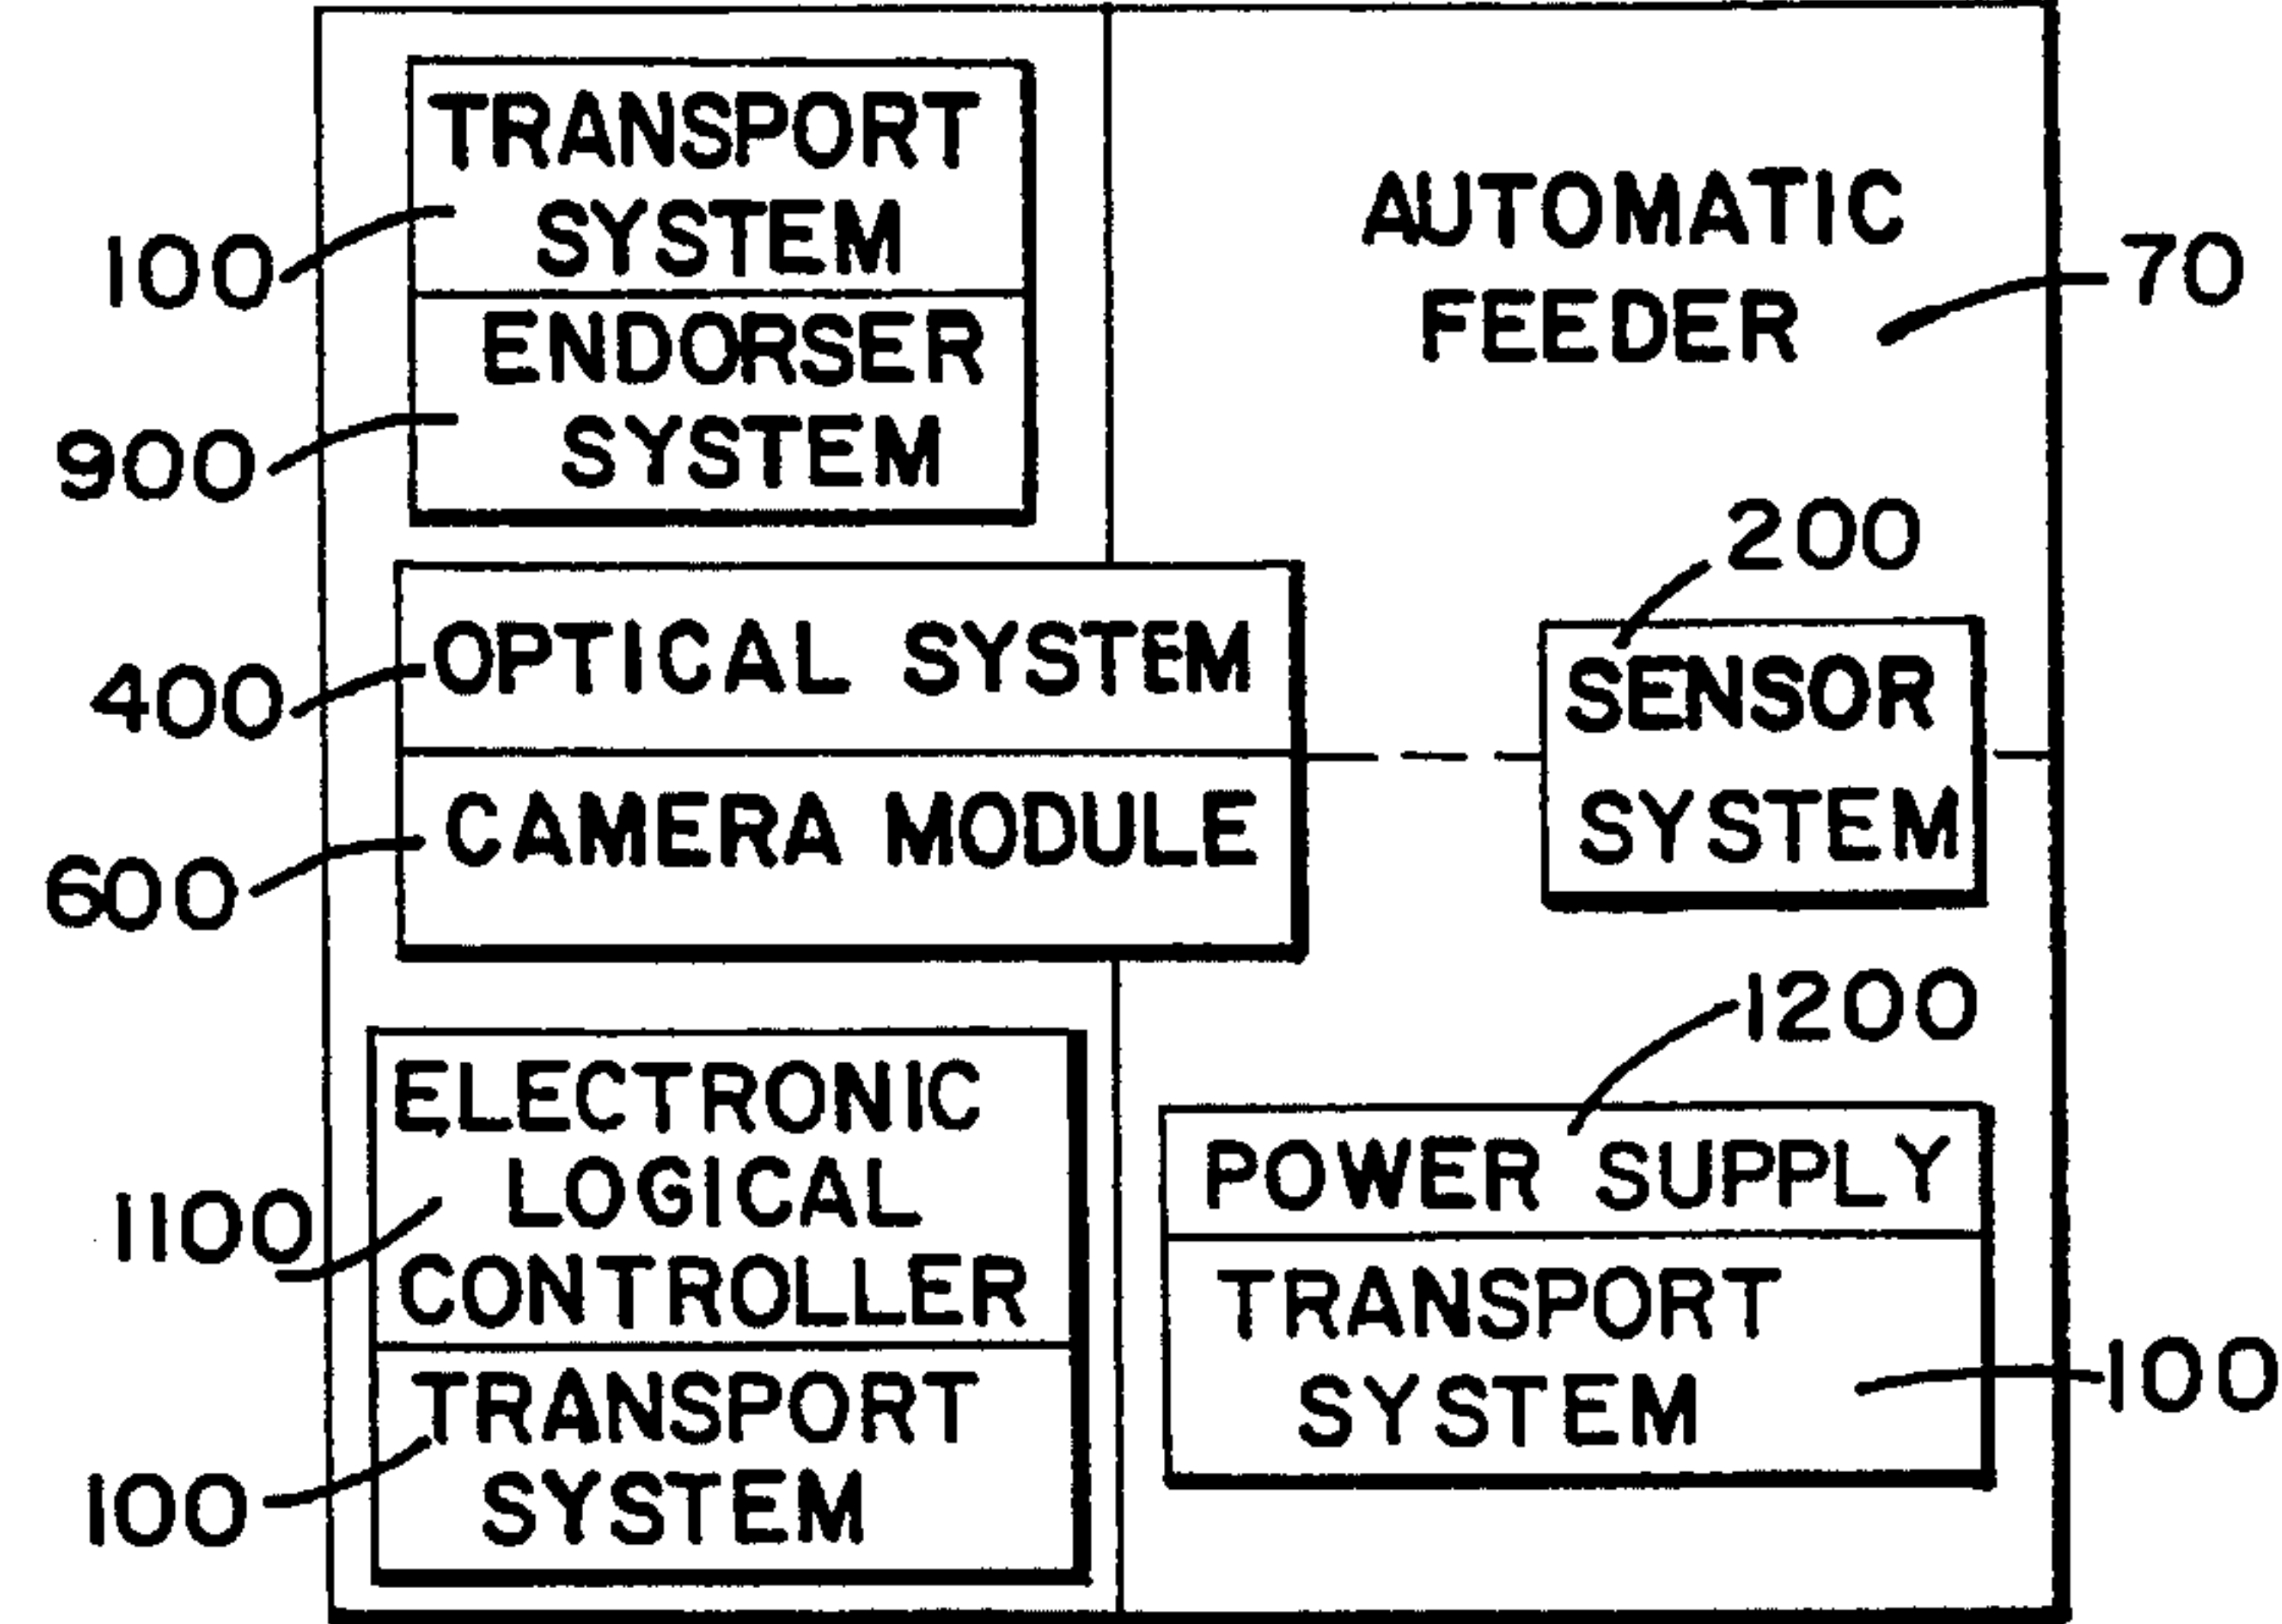 TRANSPORT
SYSTEM
100
ENDORSER
SYSTEM
900
AUTOMATIC
FEEDER
70
OPTICAL SYSTEM
400
CAMERA MODULE
600
200
SENSOR
SYSTEM
ELECTRONIC
LOGICAL
CONTROLLER
1100
TRANSPORT
SYSTEM
100
1200
POWER SUPPLY
TRANSPORT
SYSTEM
100